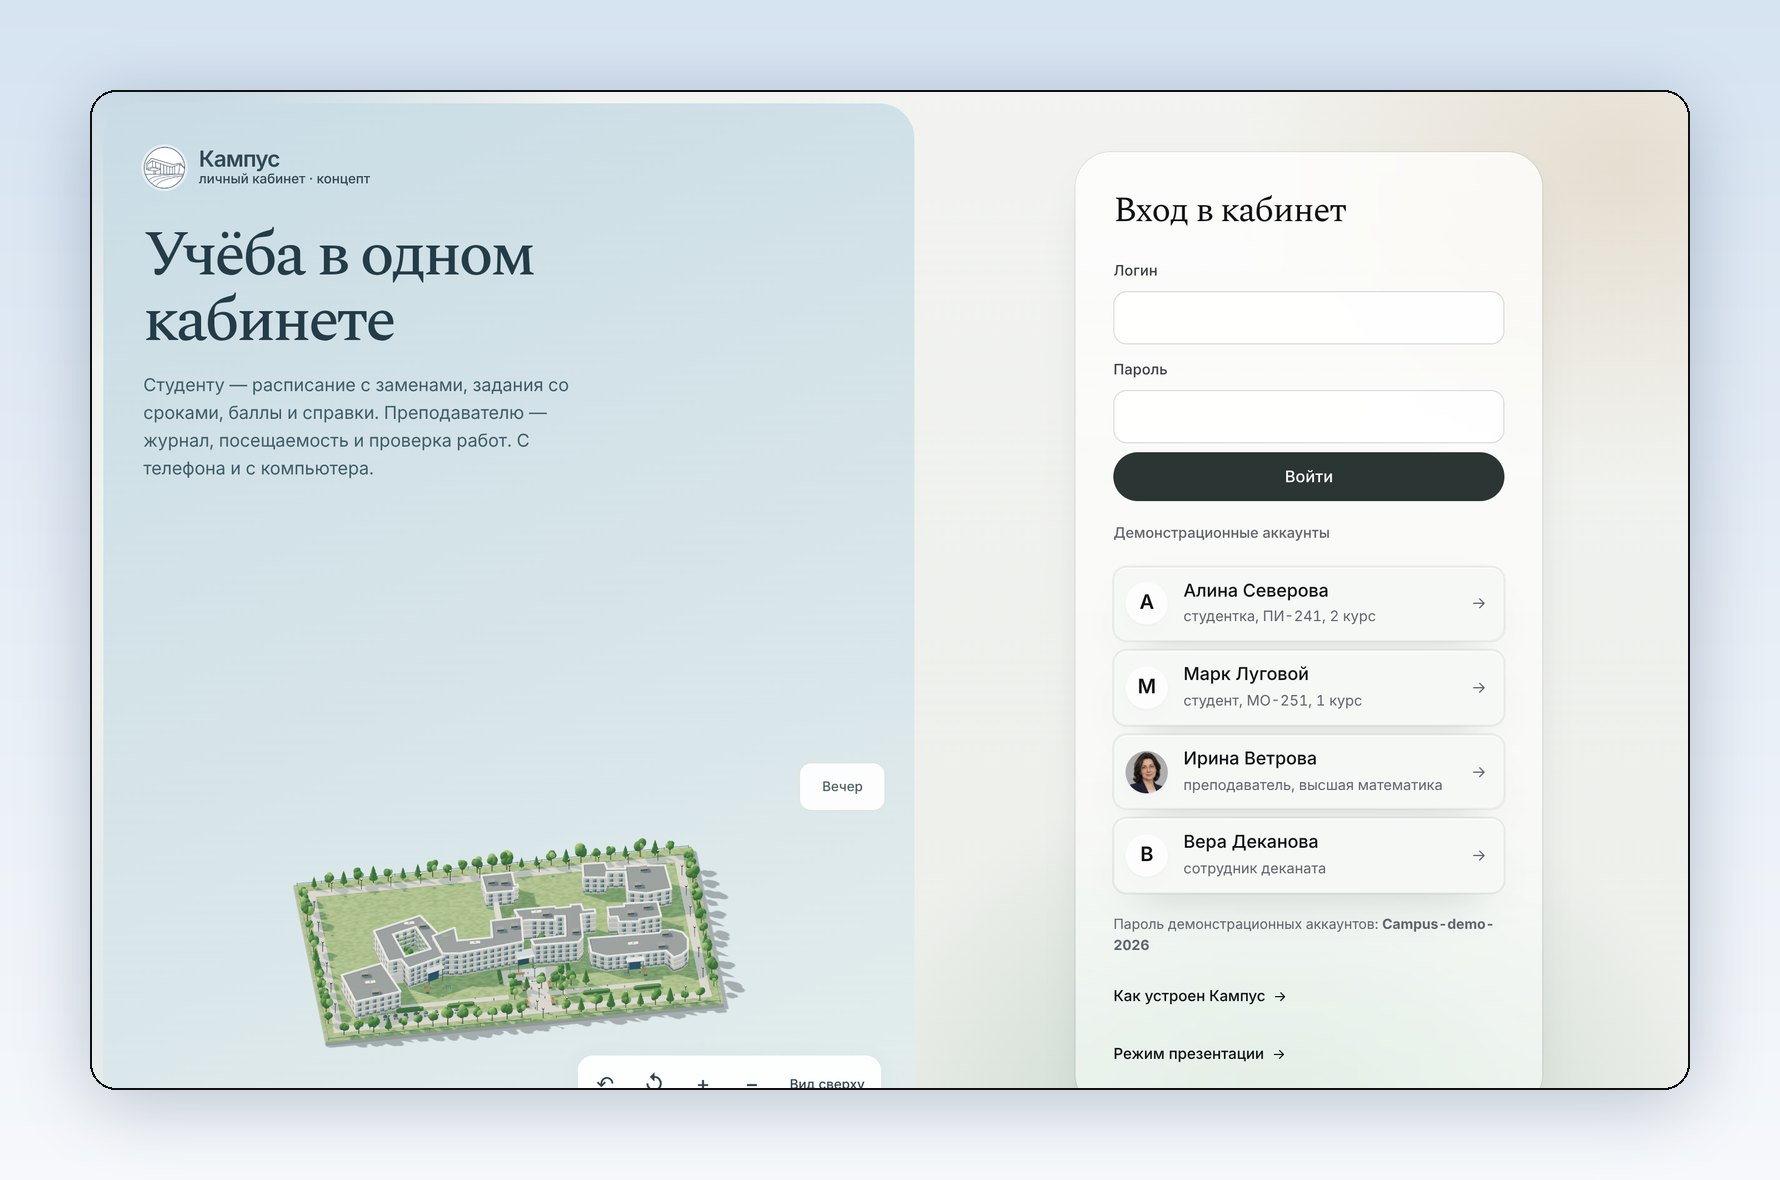 Кампус
личный кабинет · концепт
Учёба в одном
кабинете
Студенту — расписание с заменами, задания со
сроками, баллы и справки. Преподавателю —
журнал, посещаемость и проверка работ. С
телефона и с компьютера.
Вечер
Вид сверху
Вход в кабинет
Логин
Пароль
Войти
Демонстрационные аккаунты
А
Алина Северова
студентка, ПИ-241, 2 курс
М
Марк Луговой
студент, МО-251, 1 курс
Ирина Ветрова
преподаватель, высшая математика
В
Вера Деканова
сотрудник деканата
Пароль демонстрационных аккаунтов: Campus-demo-
2026
Как устроен Кампус →
Режим презентации →